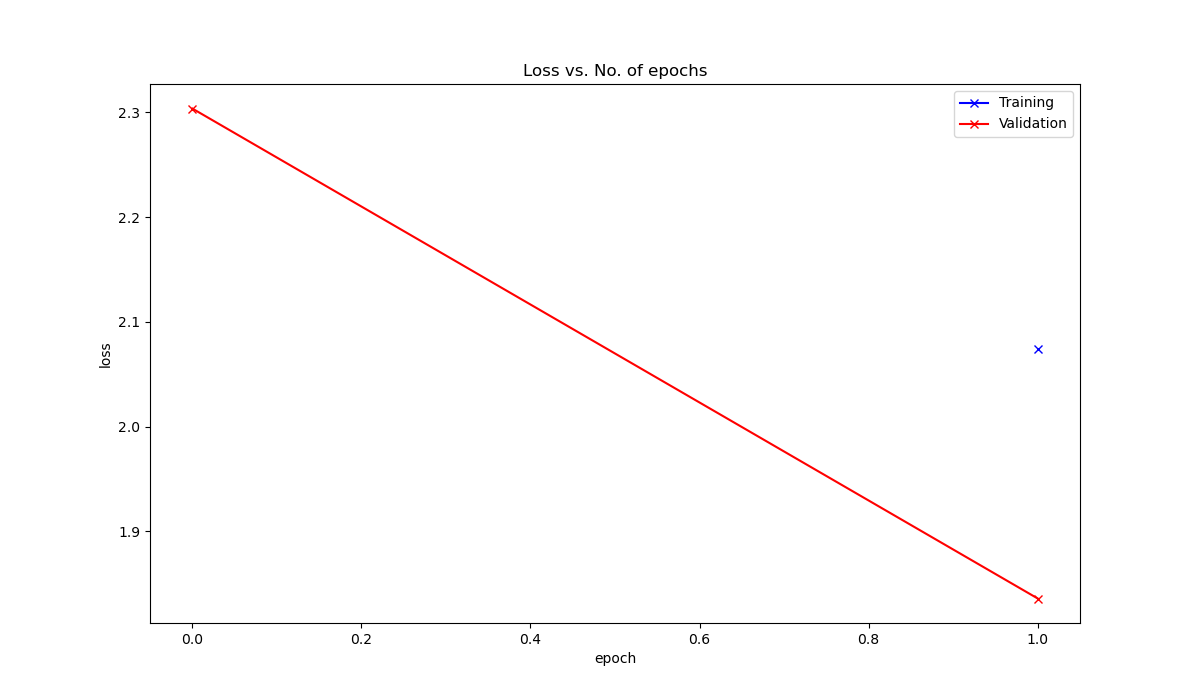 Loss vs. No. of epochs
Training
Validation
2.3
2.2
2.1
2.0
1.9
loss
0.0 0.2 0.4 0.6 0.8 1.0
epoch